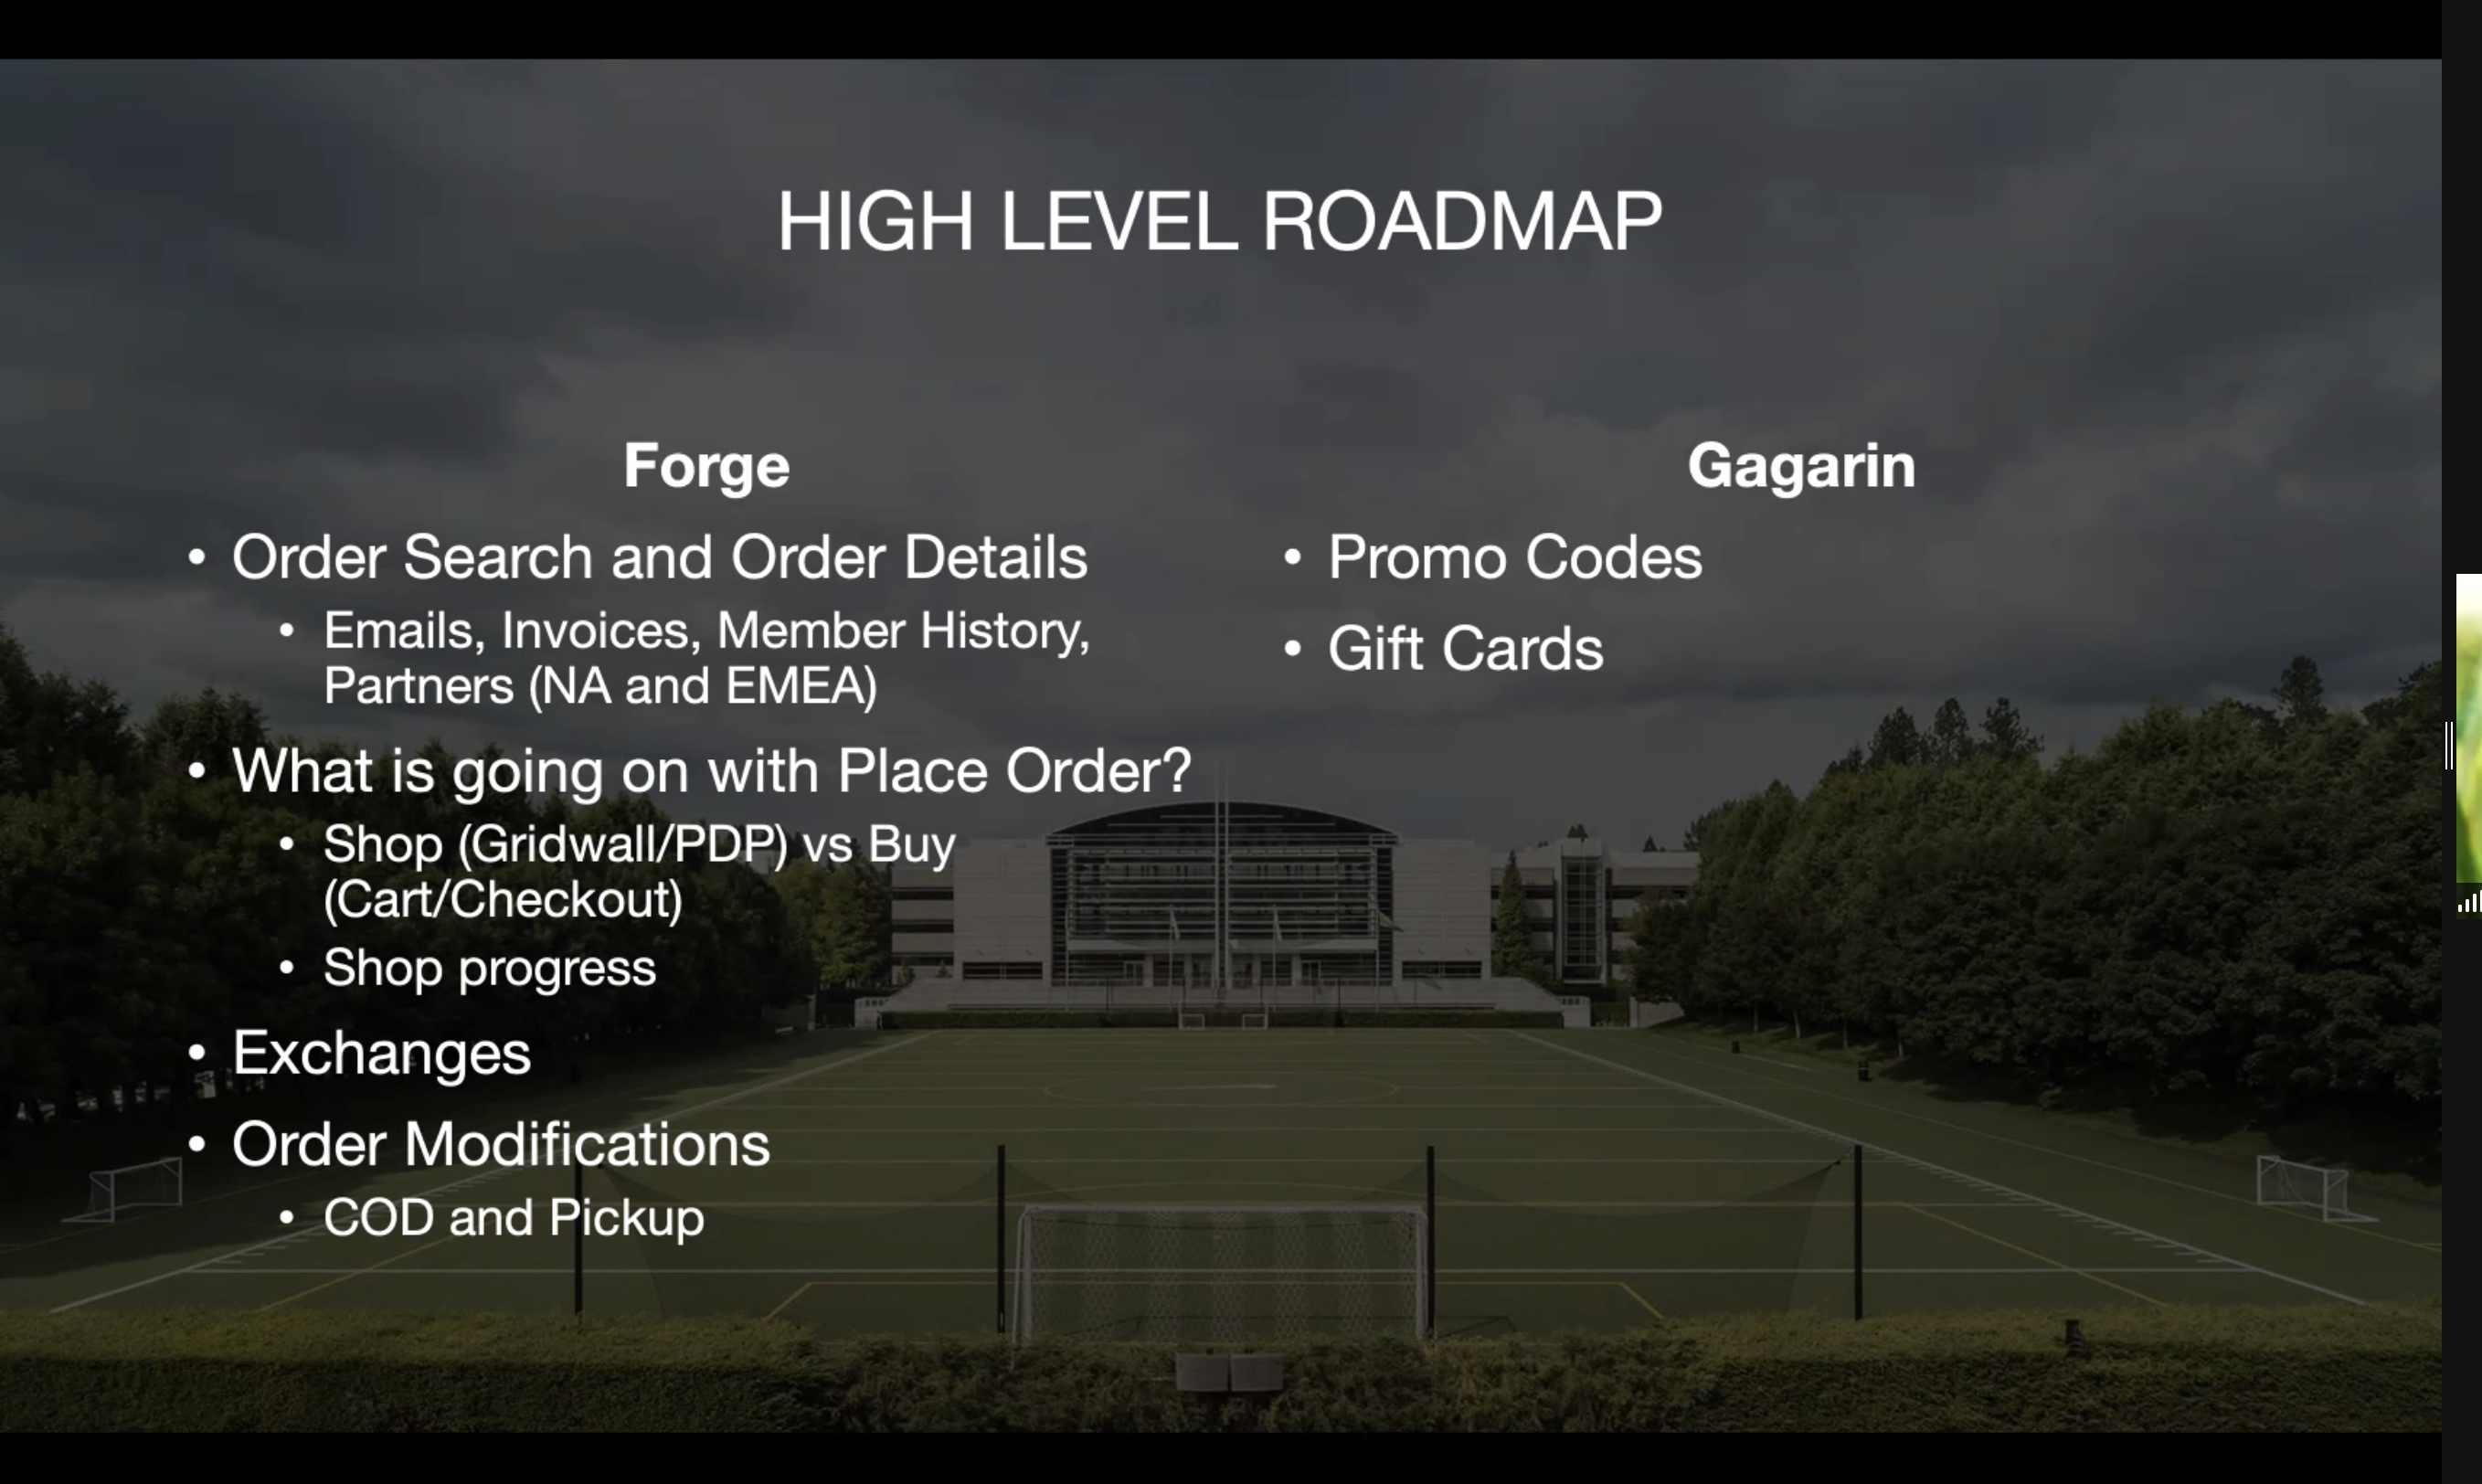 HIGH LEVEL ROADMAP
Forge
• Order Search and Order Details
• Emails, Invoices, Member History,
Partners (NA and EMEA)
• What is going on with Place Order?
• Shop (Gridwall/PDP) vs Buy
(Cart/Checkout)
• Shop progress
• Exchanges
• Order Modifications
• COD and Pickup
Gagarin
• Promo Codes
• Gift Cards